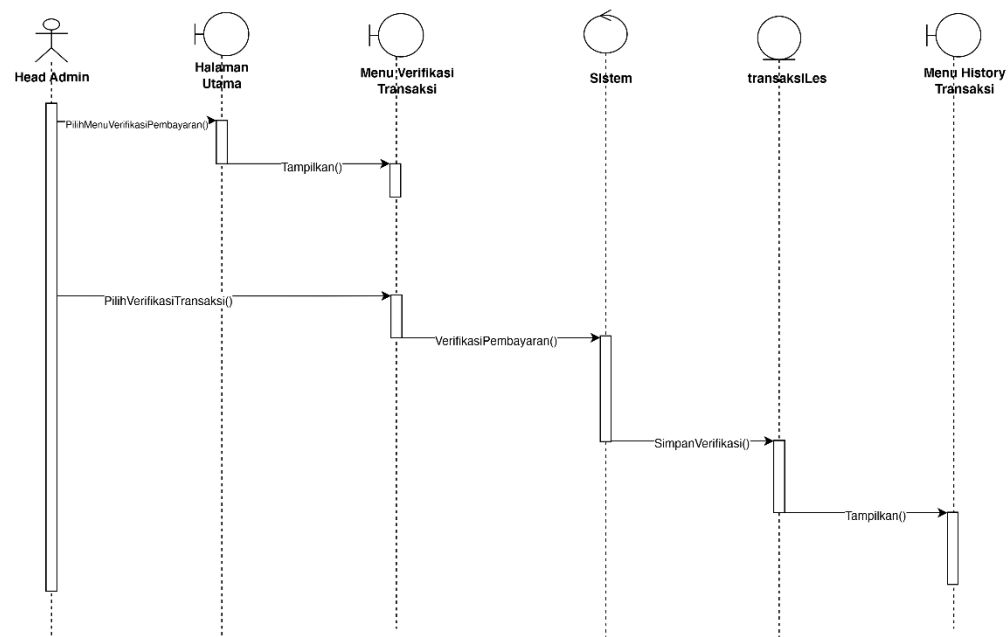 Head Admin
Halaman
Utama
Menu Verifikasi
Transaksi
SIstem
transaksiLes
Menu History
Transaksi
PilihMenuVerifikasiPembayaran()
Tampilkan()
PilihVerifikasiTransaksi()
VerifikasiPembayaran()
SimpanVerifikasi()
Tampilkan()